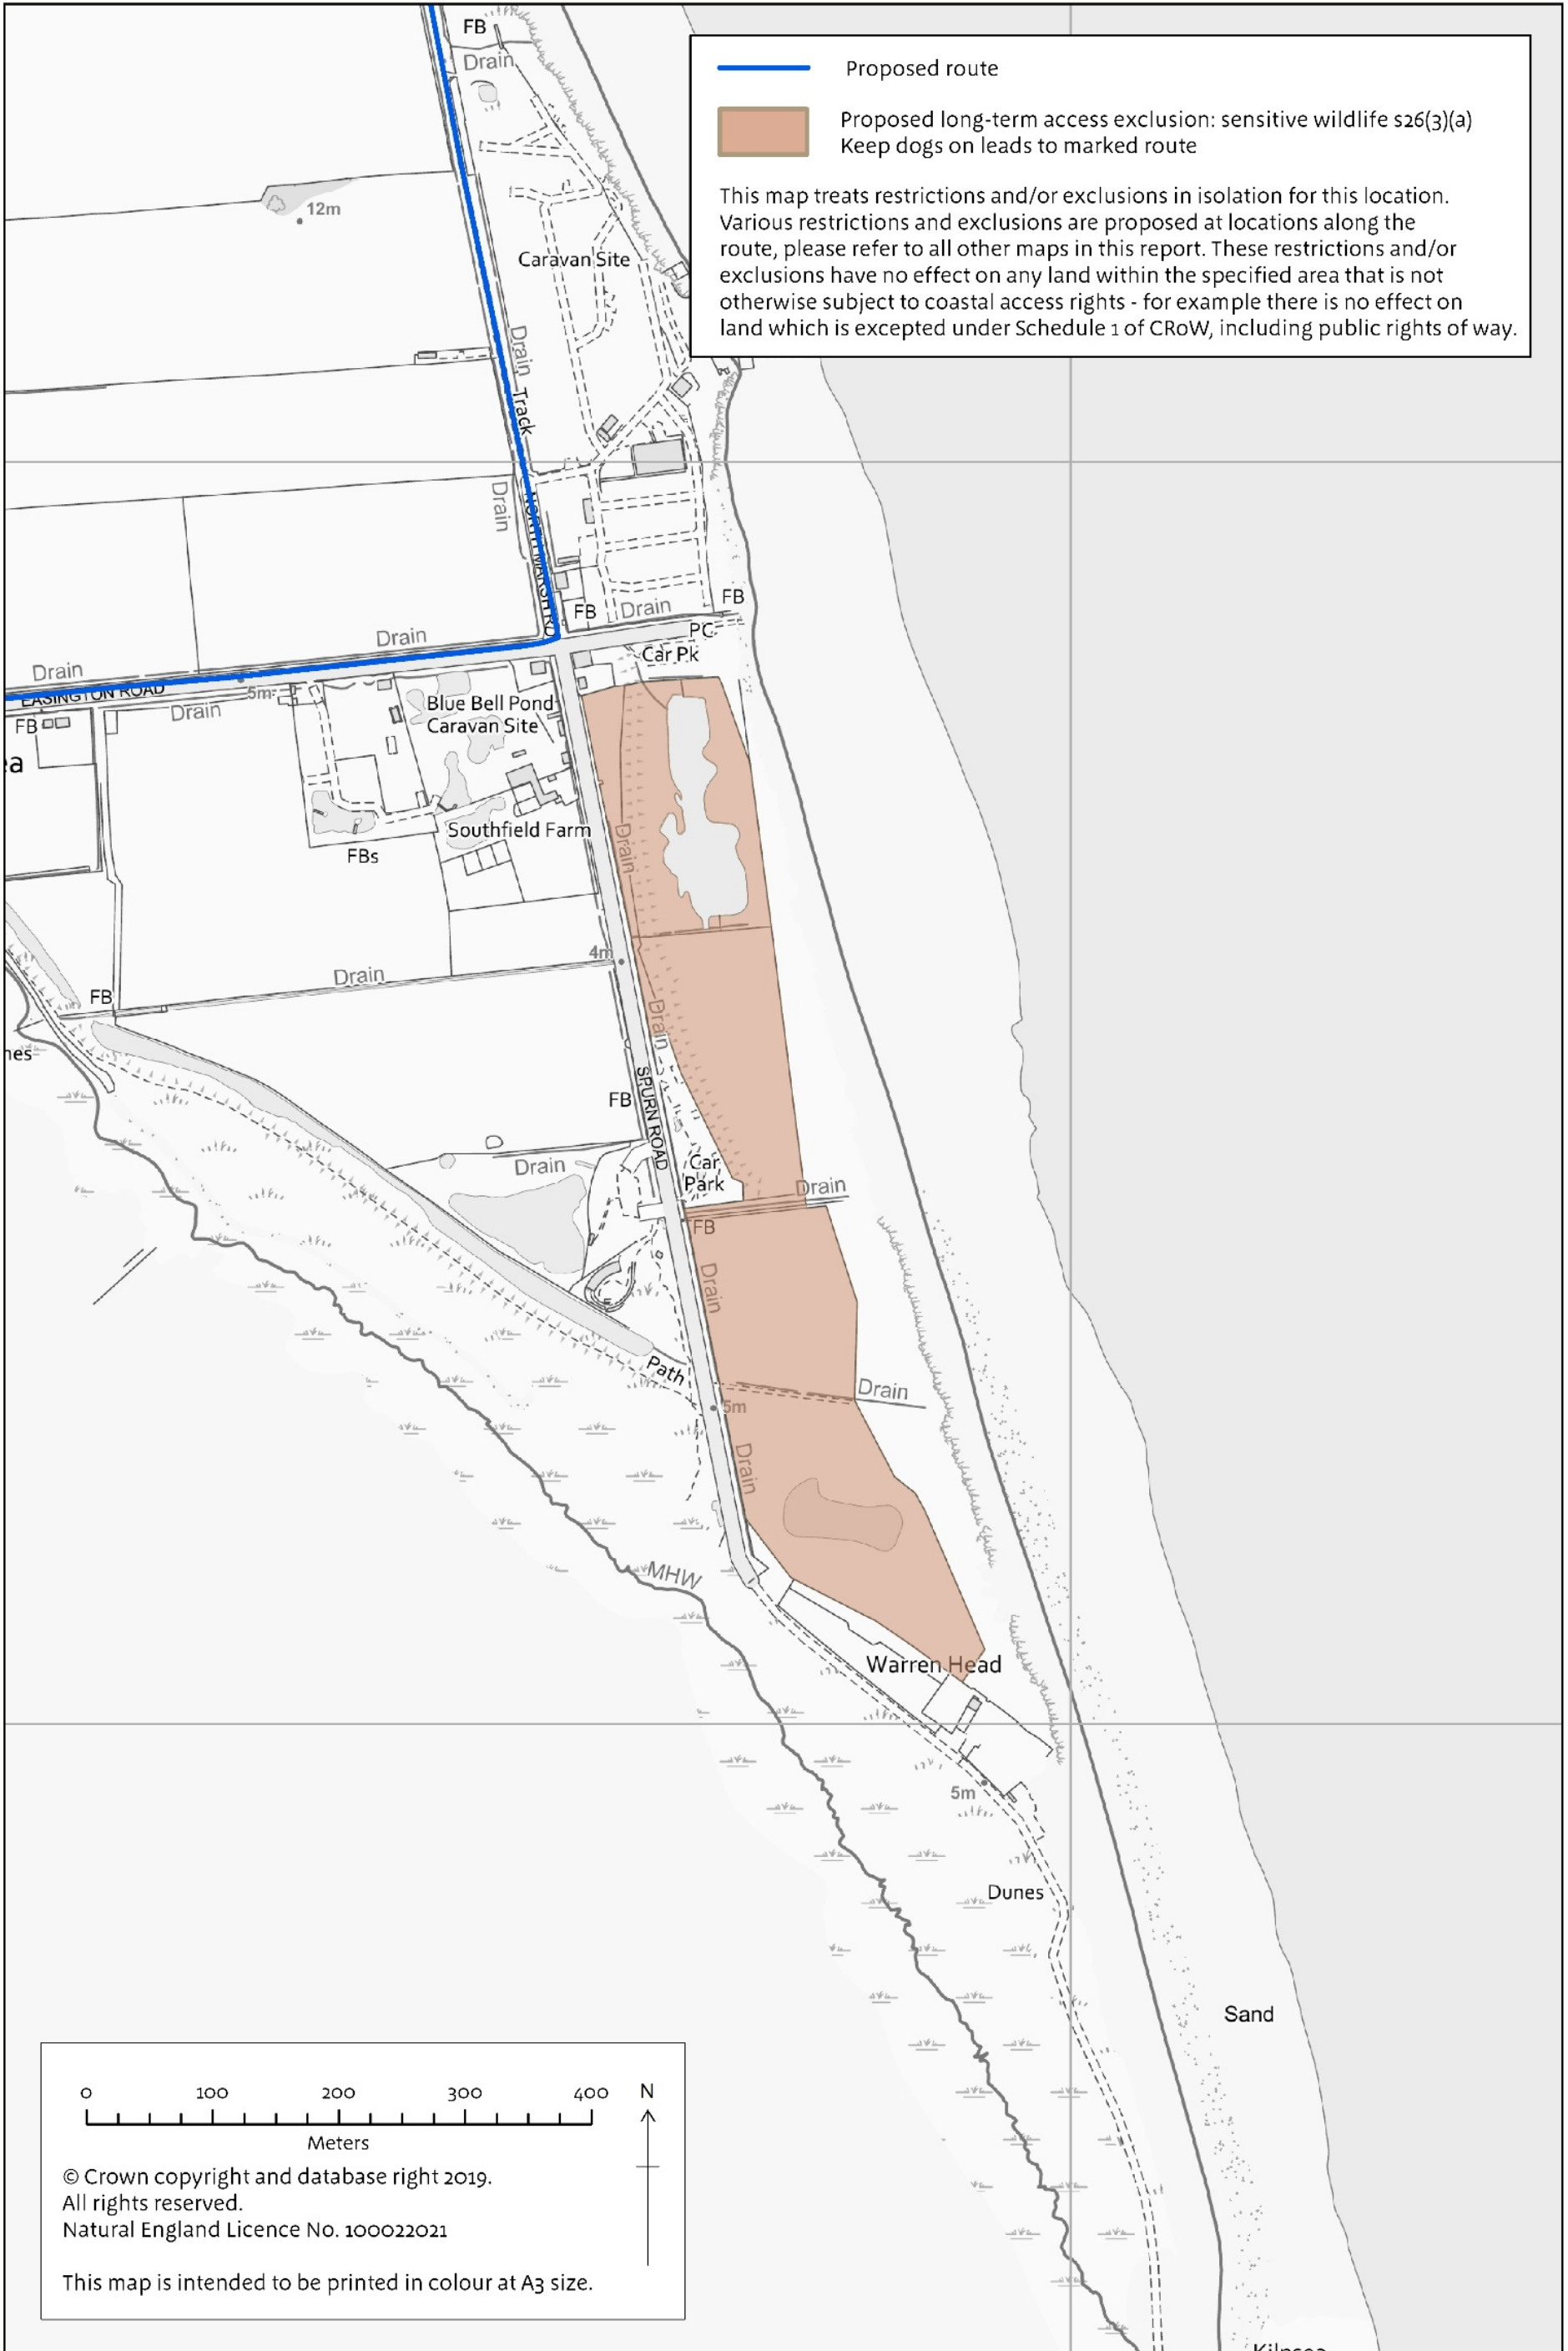 FB
Drain
Proposed route
Proposed long-term access exclusion: sensitive wildlife s26(3)(a)
Keep dogs on leads to marked route
This map treats restrictions and/or exclusions in isolation for this location.
Various restrictions and exclusions are proposed at locations along the
route, please refer to all other maps in this report. These restrictions and/or
exclusions have no effect on any land within the specified area that is not
otherwise subject to coastal access rights - for example there is no effect on
land which is excepted under Schedule 1 of CRoW, including public rights of way.
12m
Caravan Site
Drain
Track
Drain
NORTH MARSH RD
FB
Drain
FB
Drain
PC
Car Pk
Drain
EASINGTON ROAD
5m
Drain
FB
Blue Bell Pond
Caravan Site
ea
Southfield Farm
FBs
Drain
4m
Drain
FB
Drain
nes
SPURN ROAD
FB
Drain
Car
Park
Drain
FB
Drain
Path
Drain
5m
Drain
MHW
Warren Head
5m
Dunes
Sand
0 100 200 300 400 N
Meters
© Crown copyright and database right 2019.
All rights reserved.
Natural England Licence No. 100022021
This map is intended to be printed in colour at A3 size.